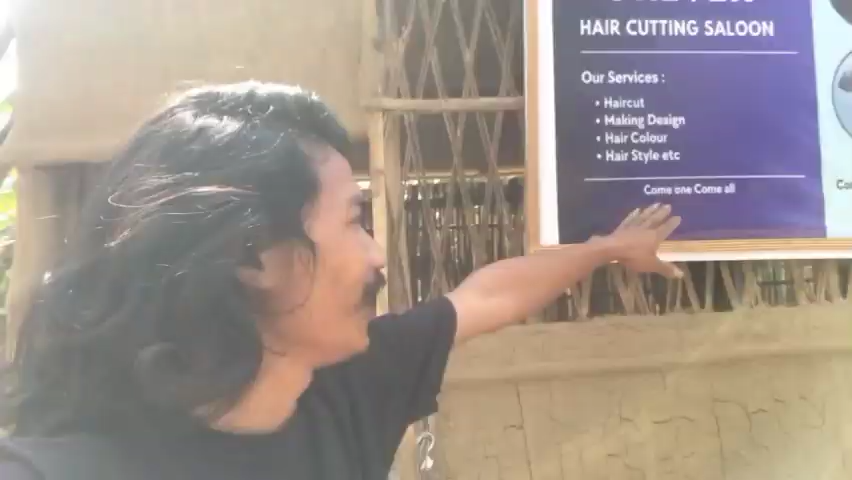 HAIR CUTTING SALOON
Our Services :
• Haircut
• Making Design
• Hair Colour
• Hair Style etc
Come one Come all